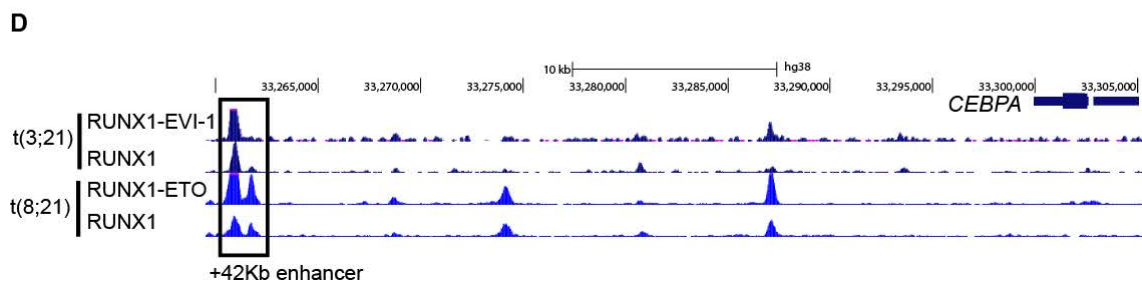 D
10 kb hg38
33,265,000 33,270,000 33,275,000 33,280,000 33,285,000 33,290,000 33,295,000 33,300,000 33,305,000
CEBPA
t(3;21)
RUNX1-EVI-1
RUNX1
t(8;21)
RUNX1-ETO
RUNX1
+42Kb enhancer